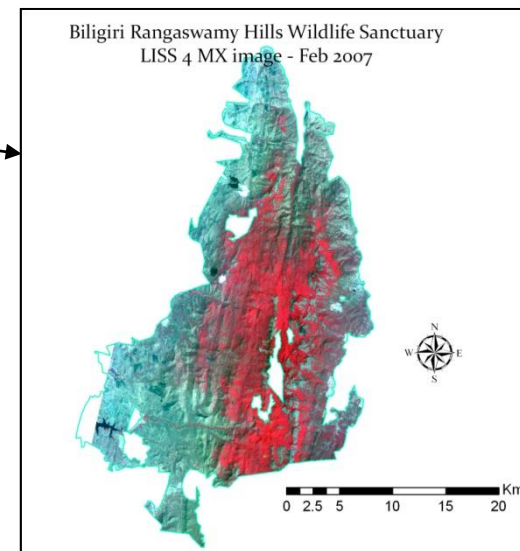 Biligiri Rangaswamy Hills Wildlife Sanctuary
LISS 4 MX image - Feb 2007
N
W E
S
Km
0 2.5 5 10 15 20